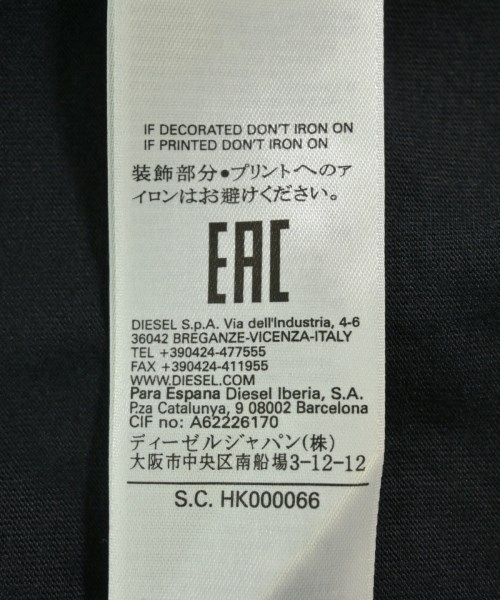 IF DECORATED DON'T IRON ON
IF PRINTED DON'T IRON ON
装飾部分●プリントへのア
イロンはお避けください。
EAC
DIESEL S.p.A. Via dell'Industria, 4-6
36042 BREGANZE-VICENZA-ITALY
TEL +390424-477555
FAX +390424-411955
WWW.DIESEL.COM
Para Espana Diesel Iberia, S.A.
P.za Catalunya, 9 08002 Barcelona
CIF no: A62226170
ディーゼルジャパン(株)
大阪市中央区南船場3-12-12
S.C. HK000066